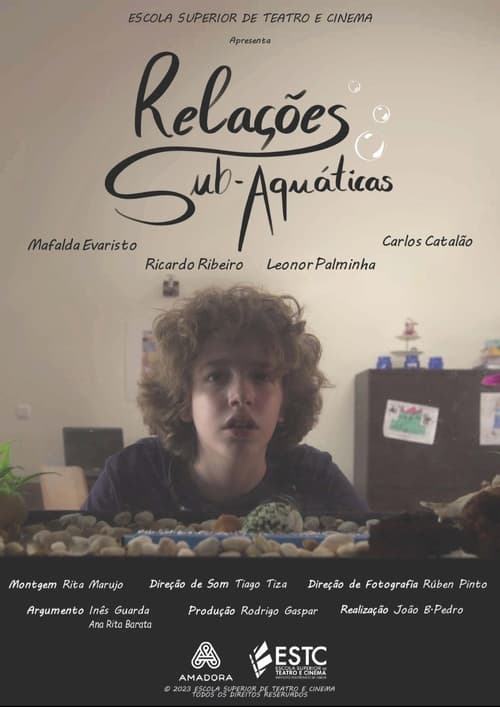 ESCOLA SUPERIOR DE TEATRO E CINEMA
Apresenta
Relações
Sub-Aquáticas
Mafalda Evaristo
Carlos Catalão
Ricardo Ribeiro
Leonor Palminha
Montgem Rita Marujo
Direção de Som Tiago Tiza
Direção de Fotografia Rúben Pinto
Argumento Inês Guarda
Ana Rita Barata
Produção Rodrigo Gaspar
Realização João B.Pedro
AMADORA
ESTC
ESCOLA SUPERIOR DE
TEATRO E CINEMA
© 2023 ESCOLA SUPERIOR DE TEATRO E CINEMA
TODOS OS DIREITOS RESERVADOS